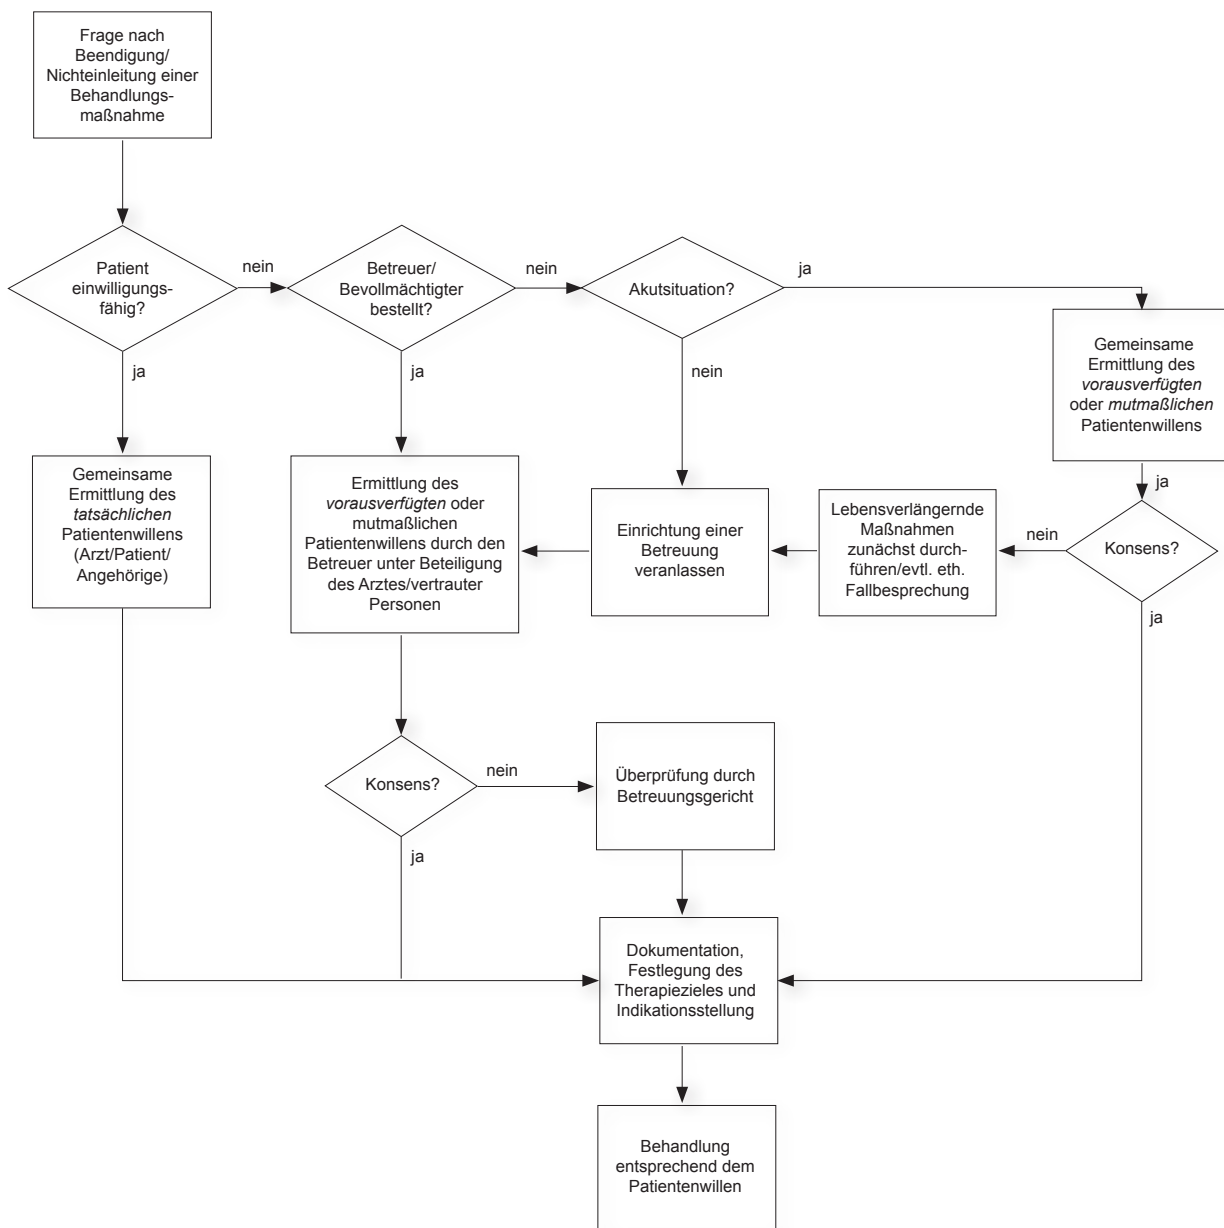 Frage nach
Beendigung/
Nichteinleitung einer
Behandlungs-
maßnahme
Patient
einwilligungs-
fähig?
nein
Betreuer/
Bevollmächtigter
bestellt?
nein
Akutsituation?
ja
ja
ja
nein
Gemeinsame
Ermittlung des
vorausverfügten
oder mutmaßlichen
Patientenwillens
Gemeinsame
Ermittlung des
tatsächlichen
Patientenwillens
(Arzt/Patient/
Angehörige)
Ermittlung des
vorausverfügten oder
mutmaßlichen
Patientenwillens durch den
Betreuer unter Beteiligung
des Arztes/vertrauter
Personen
Einrichtung einer
Betreuung
veranlassen
Lebensverlängernde
Maßnahmen
zunächst durch-
führen/evtl. eth.
Fallbesprechung
nein
ja
Konsens?
ja
Konsens?
nein
ja
Überprüfung durch
Betreuungsgericht
Dokumentation,
Festlegung des
Therapiezieles und
Indikationsstellung
Behandlung
entsprechend dem
Patientenwillen